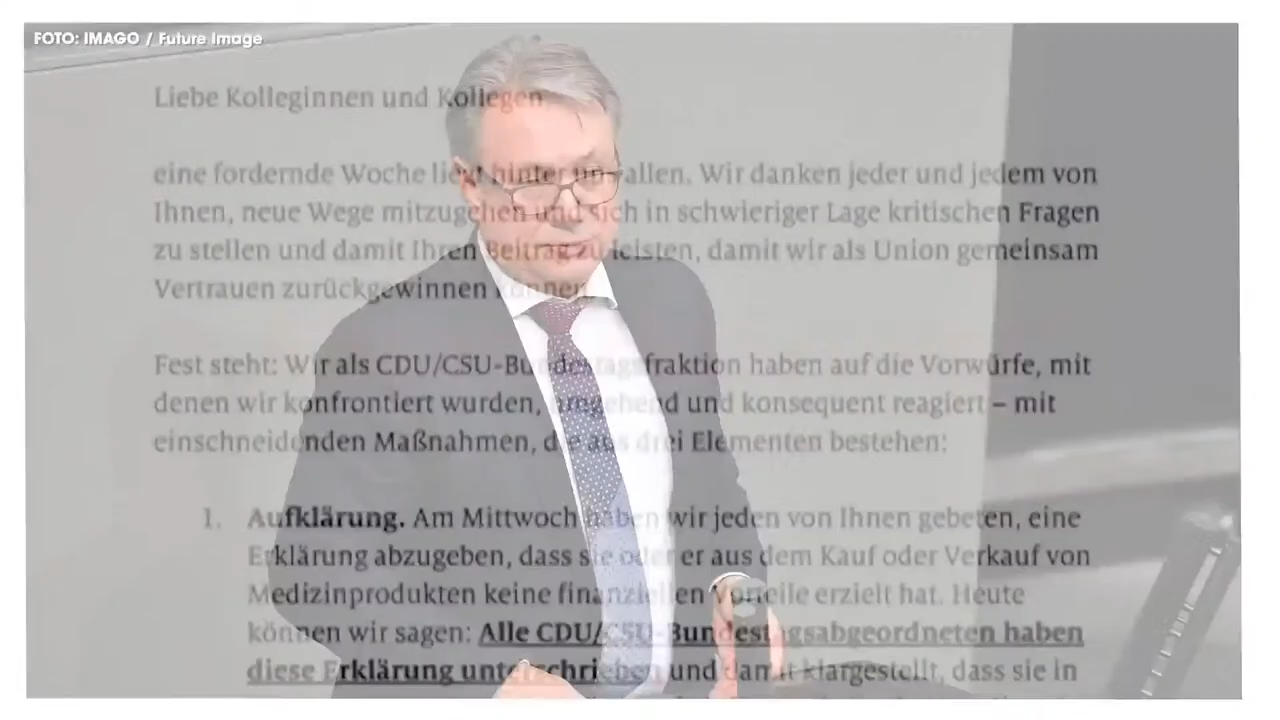 FOTO: IMAGO / Future Image
Liebe Kolleginnen und Kollegen
eine fordernde Woche liegt hinter uns allen. Wir danken jeder und jedem von
Ihnen, neue Wege mitzugehen und sich in schwieriger Lage kritischen Fragen
zu stellen und damit Ihren Beitrag zu leisten, damit wir als Union gemeinsam
Vertrauen zurückgewinnen können.
Fest steht: Wir als CDU/CSU-Bundestagsfraktion haben auf die Vorwürfe, mit
denen wir konfrontiert wurden, umgehend und konsequent reagiert – mit
einschneidenden Maßnahmen, die aus drei Elementen bestehen:
1. Aufklärung. Am Mittwoch haben wir jeden von Ihnen gebeten, eine
Erklärung abzugeben, dass sie oder er aus dem Kauf oder Verkauf von
Medizinprodukten keine finanziellen Vorteile erzielt hat. Heute
können wir sagen: Alle CDU/CSU-Bundestagsabgeordneten haben
diese Erklärung unterschrieben und damit klargestellt, dass sie in